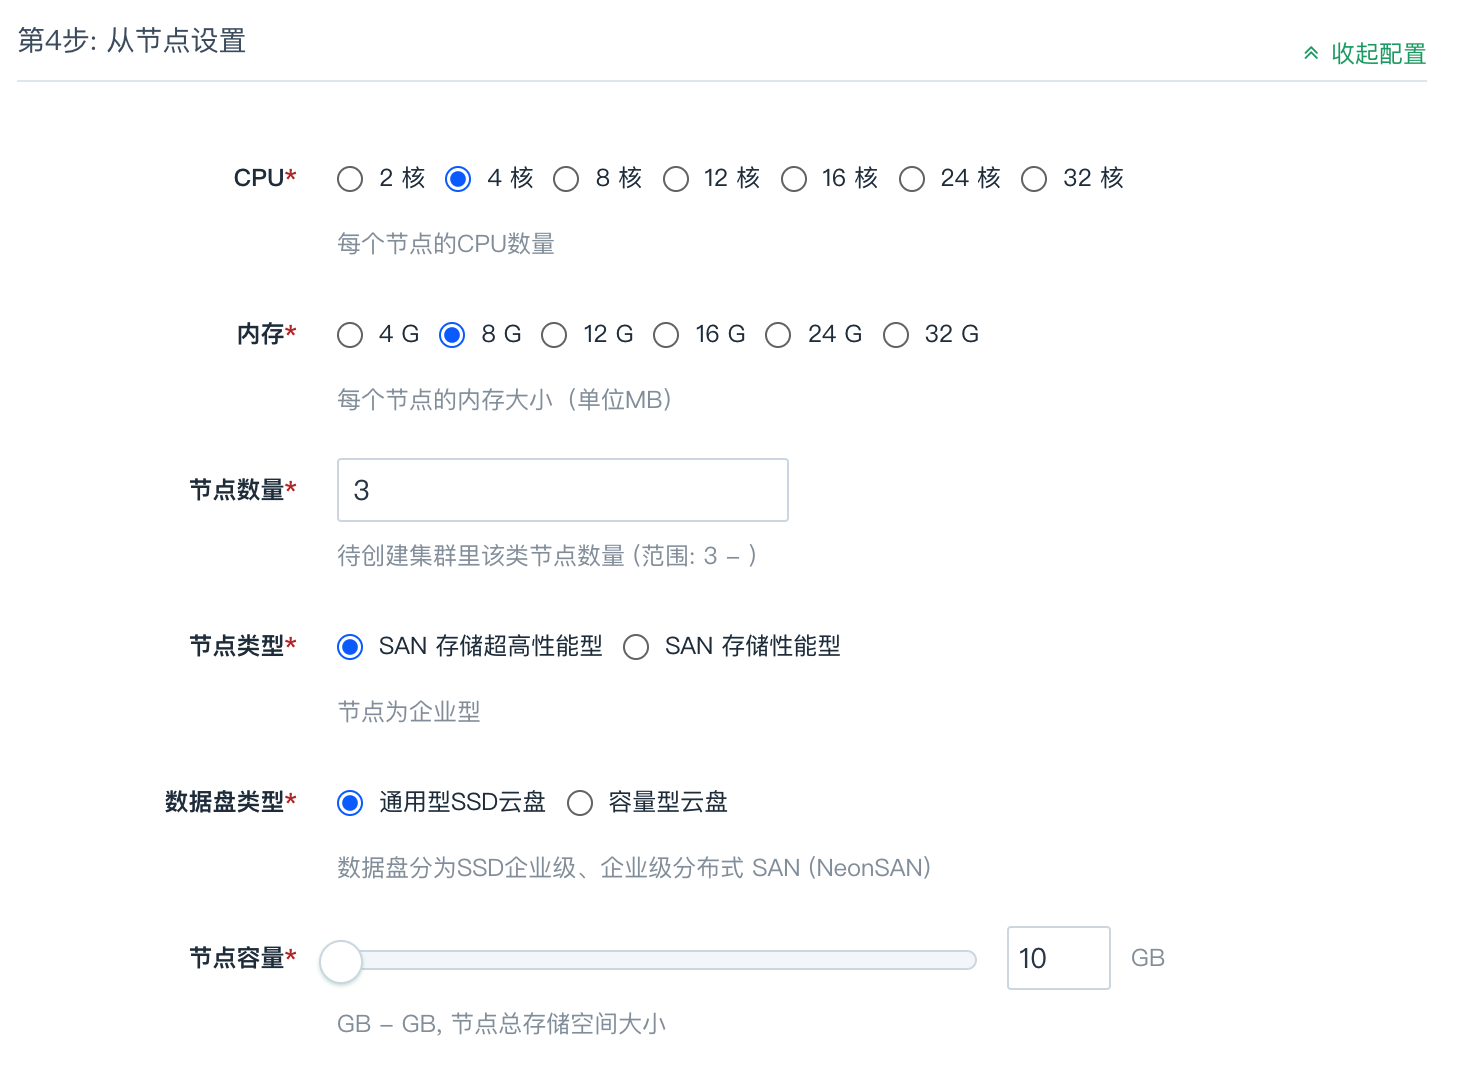 第4步: 从节点设置
收起配置
CPU* 2 核 4 核 8 核 12 核 16 核 24 核 32 核
每个节点的CPU数量
内存* 4 G 8 G 12 G 16 G 24 G 32 G
每个节点的内存大小（单位MB）
节点数量* 3
待创建集群里该类节点数量 (范围: 3 – )
节点类型* SAN 存储超高性能型 SAN 存储性能型
节点为企业型
数据盘类型* 通用型SSD云盘 容量型云盘
数据盘分为SSD企业级、企业级分布式 SAN (NeonSAN)
节点容量* 10 GB
GB – GB, 节点总存储空间大小